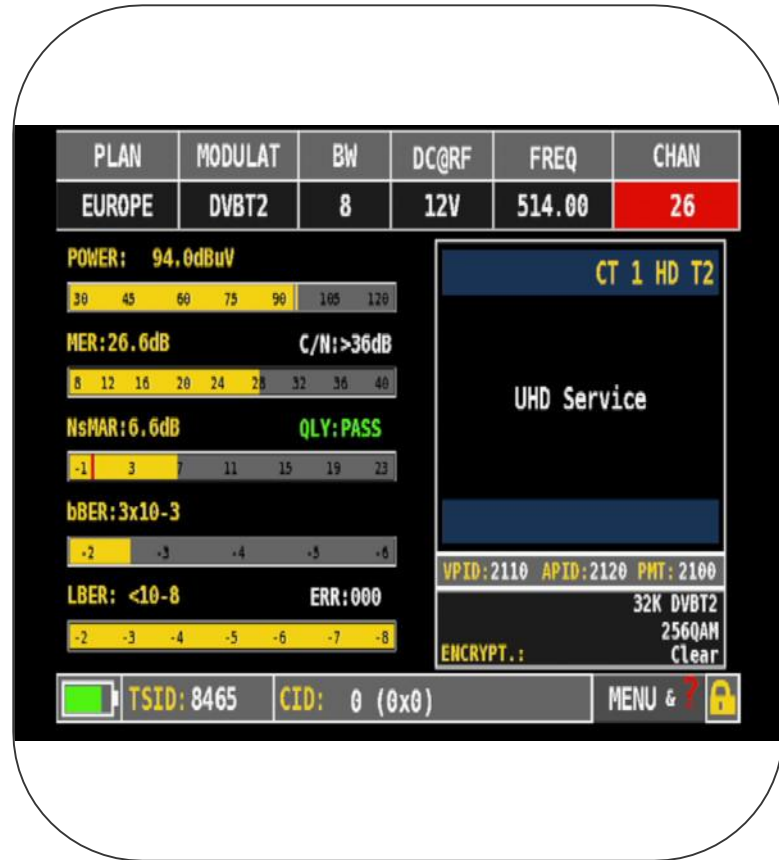 PLAN MODULAT BW DC@RF FREQ CHAN
EUROPE DVBT2 8 12V 514.00 26
POWER: 94.0dBuV
30 45 60 75 90 105 120
MER:26.6dB C/N:>36dB
8 12 16 20 24 28 32 36 40
NsMAR:6.6dB QLY:PASS
-1 3 7 11 15 19 23
bBER:3x10-3
-2 -3 -4 -5 -6
LBER: <10-8 ERR:000
-2 -3 -4 -5 -6 -7 -8
CT 1 HD T2
UHD Service
VPID:2110 APID:2120 PMT:2100
32K DVBT2
256QAM
ENCRYPT.: Clear
TSID:8465 CID: 0 (0x0) MENU & ?